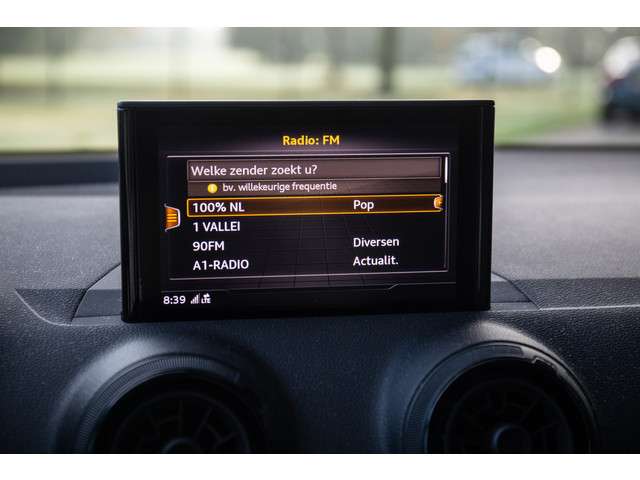 Radio: FM
Welke zender zoekt u?
bv. willekeurige frequentie
100% NL Pop
1 VALLEI
90FM Diversen
A1-RADIO Actualit.
8:39 LTE